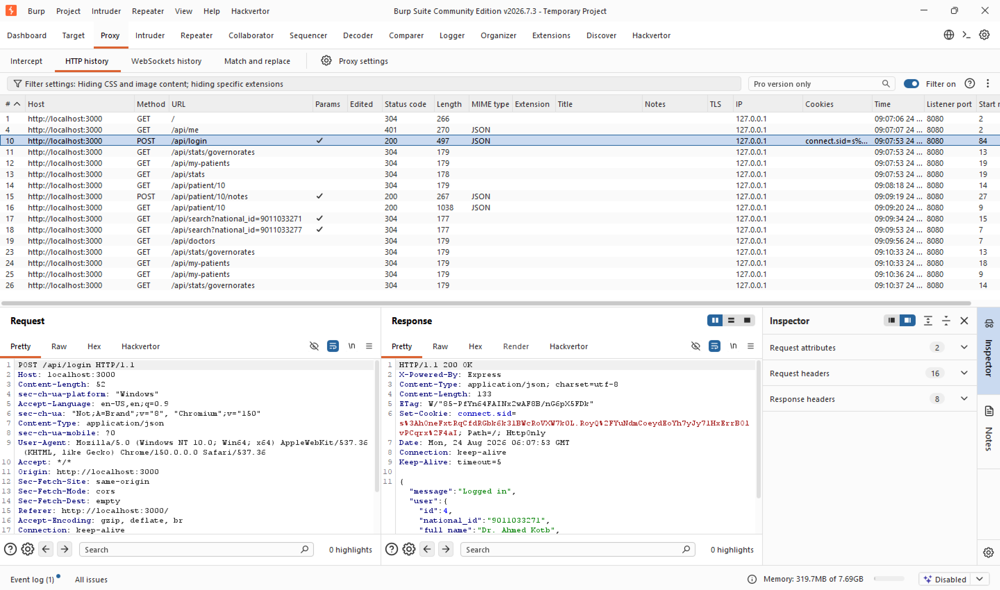 Burp Project Intruder Repeater View Help Hackvertor Burp Suite Community Edition v2026.7.3 - Temporary Project
Dashboard Target Proxy Intruder Repeater Collaborator Sequencer Decoder Comparer Logger Organizer Extensions Discover Hackvertor
Intercept HTTP history WebSockets history Match and replace Proxy settings
Filter settings: Hiding CSS and image content; hiding specific extensions Pro version only Filter on
# Host Method URL Params Edited Status code Length MIME type Extension Title Notes TLS IP Cookies Time Listener port Start r
1 http://localhost:3000 GET / 304 266 127.0.0.1 09:07:06 24 ... 8080 2
4 http://localhost:3000 GET /api/me 401 270 JSON 127.0.0.1 09:07:07 24 ... 8080 2
10 http://localhost:3000 POST /api/login ✓ 200 497 JSON 127.0.0.1 connect.sid=s%... 09:07:53 24 ... 8080 84
11 http://localhost:3000 GET /api/stats/governorates 304 179 127.0.0.1 09:07:53 24 ... 8080 13
12 http://localhost:3000 GET /api/my-patients 304 179 127.0.0.1 09:07:53 24 ... 8080 19
13 http://localhost:3000 GET /api/stats 304 178 127.0.0.1 09:07:53 24 ... 8080 19
14 http://localhost:3000 GET /api/patient/10 304 179 127.0.0.1 09:08:18 24 ... 8080 14
15 http://localhost:3000 POST /api/patient/10/notes ✓ 200 267 JSON 127.0.0.1 09:09:19 24 ... 8080 27
16 http://localhost:3000 GET /api/patient/10 200 1038 JSON 127.0.0.1 09:09:20 24 ... 8080 9
17 http://localhost:3000 GET /api/search?national_id=9011033271 ✓ 304 177 127.0.0.1 09:09:34 24 ... 8080 15
18 http://localhost:3000 GET /api/search?national_id=9011033277 ✓ 304 177 127.0.0.1 09:09:53 24 ... 8080 7
19 http://localhost:3000 GET /api/doctors 304 179 127.0.0.1 09:09:56 24 ... 8080 7
23 http://localhost:3000 GET /api/stats/governorates 304 179 127.0.0.1 09:10:33 24 ... 8080 13
24 http://localhost:3000 GET /api/my-patients 304 179 127.0.0.1 09:10:33 24 ... 8080 18
25 http://localhost:3000 GET /api/my-patients 304 179 127.0.0.1 09:10:36 24 ... 8080 9
26 http://localhost:3000 GET /api/stats/governorates 304 179 127.0.0.1 09:10:37 24 ... 8080 14
Request
Pretty Raw Hex Hackvertor \n
1 POST /api/login HTTP/1.1
2 Host: localhost:3000
3 Content-Length: 52
4 sec-ch-ua-platform: "Windows"
5 Accept-Language: en-US,en;q=0.9
6 sec-ch-ua: "Not;A=Brand";v="8", "Chromium";v="150"
7 Content-Type: application/json
8 sec-ch-ua-mobile: ?0
9 User-Agent: Mozilla/5.0 (Windows NT 10.0; Win64; x64) AppleWebKit/537.36
(KHTML, like Gecko) Chrome/150.0.0.0 Safari/537.36
10 Accept: */*
11 Origin: http://localhost:3000
12 Sec-Fetch-Site: same-origin
13 Sec-Fetch-Mode: cors
14 Sec-Fetch-Dest: empty
15 Referer: http://localhost:3000/
16 Accept-Encoding: gzip, deflate, br
17 Connection: keep-alive
Search 0 highlights
Response
Pretty Raw Hex Render Hackvertor \n
1 HTTP/1.1 200 OK
2 X-Powered-By: Express
3 Content-Type: application/json; charset=utf-8
4 Content-Length: 133
5 ETag: W/"85-PfYn64FAINx2wAF8B/nG6pX5FDk"
6 Set-Cookie: connect.sid=
s%3AhOneFxtRqCfdRGbk6k3lBWcRoVXW7kOL.RoyQ%2FYuNdmCoeydEoYh7yJy7lHxErrBOl
vPCqrx%2F4aI; Path=/; HttpOnly
7 Date: Mon, 24 Aug 2026 06:07:53 GMT
8 Connection: keep-alive
9 Keep-Alive: timeout=5
10
11 {
"message":"Logged in",
"user":{
"id":4,
"national_id":"9011033271",
"full_name":"Dr. Ahmed Kotb",
Search 0 highlights
Inspector
Request attributes 2
Request headers 16
Response headers 8
Inspector
Notes
Event log (1) All issues Memory: 319.7MB of 7.69GB Disabled